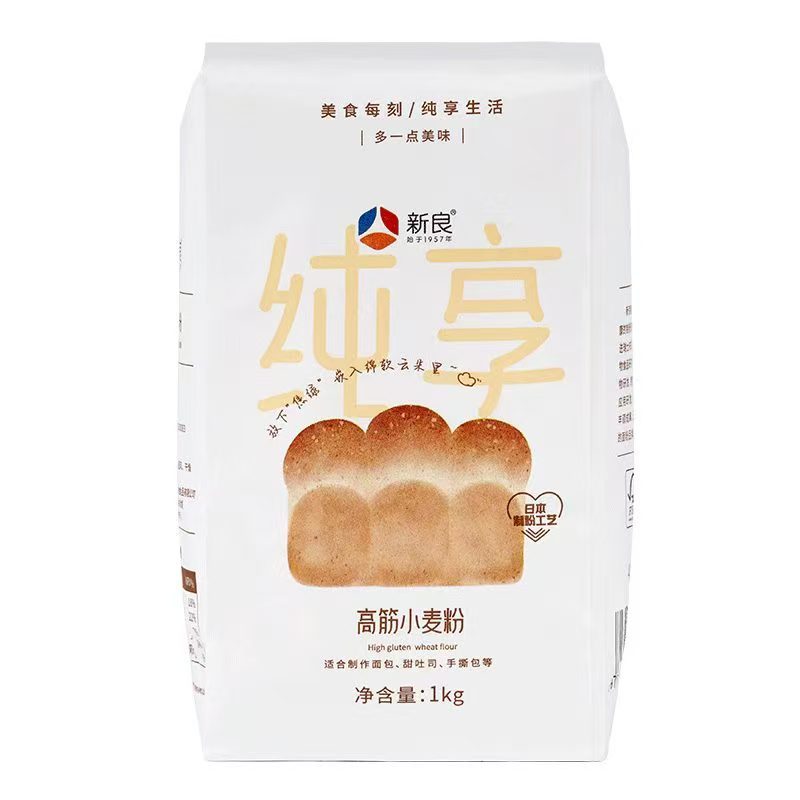 美食每刻/纯享生活
|多一点美味|
新良®
始于1957年
纯享
放下“焦绿”嵌入绵软云朵里~
日本
制粉工艺
高筋小麦粉
High gluten wheat flour
适合制作面包、甜吐司、手撕包等
净含量:1kg